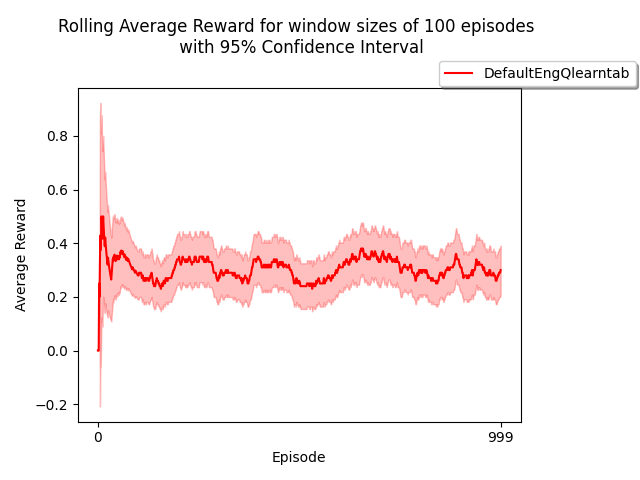 Rolling Average Reward for window sizes of 100 episodes
with 95% Confidence Interval
DefaultEngQlearntab
0.8
0.6
0.4
0.2
0.0
−0.2
Average Reward
0
999
Episode